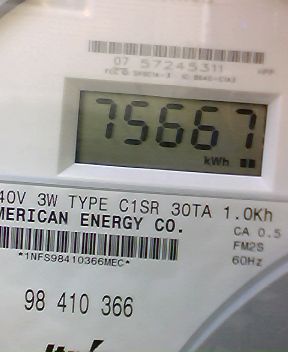 07 57245311
75667
kWh
40V 3W TYPE C1SR 30TA 1.0Kh
MERICAN ENERGY CO.
CA 0.5
FM2S
60Hz
*1NFS98410366MEC*
98 410 366